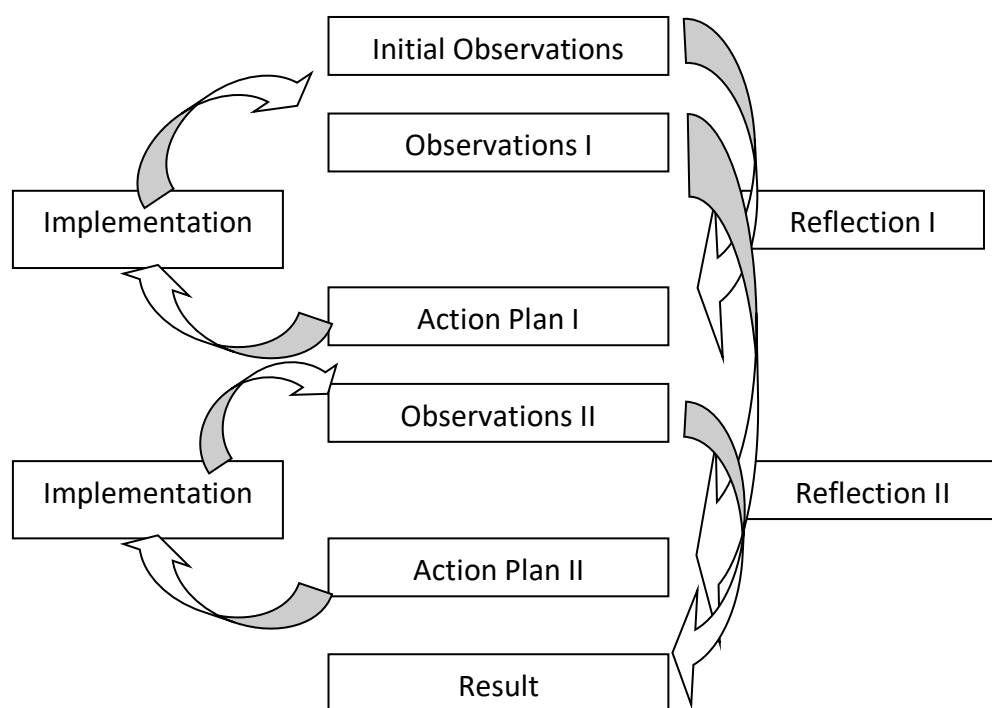 Initial Observations
Observations I
Implementation
Reflection I
Action Plan I
Observations II
Implementation
Reflection II
Action Plan II
Result